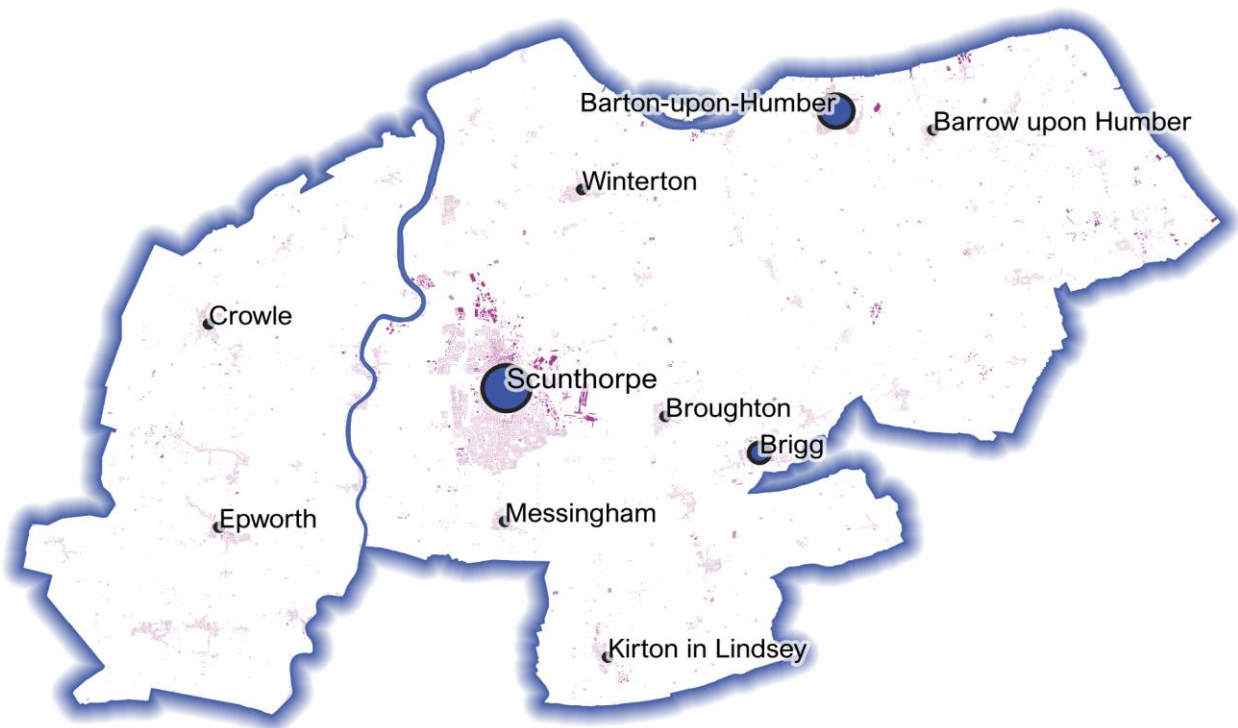 Barton-upon-Humber
Barrow upon Humber
Winterton
Crowle
Scunthorpe
Broughton
Brigg
Epworth
Messingham
Kirton in Lindsey